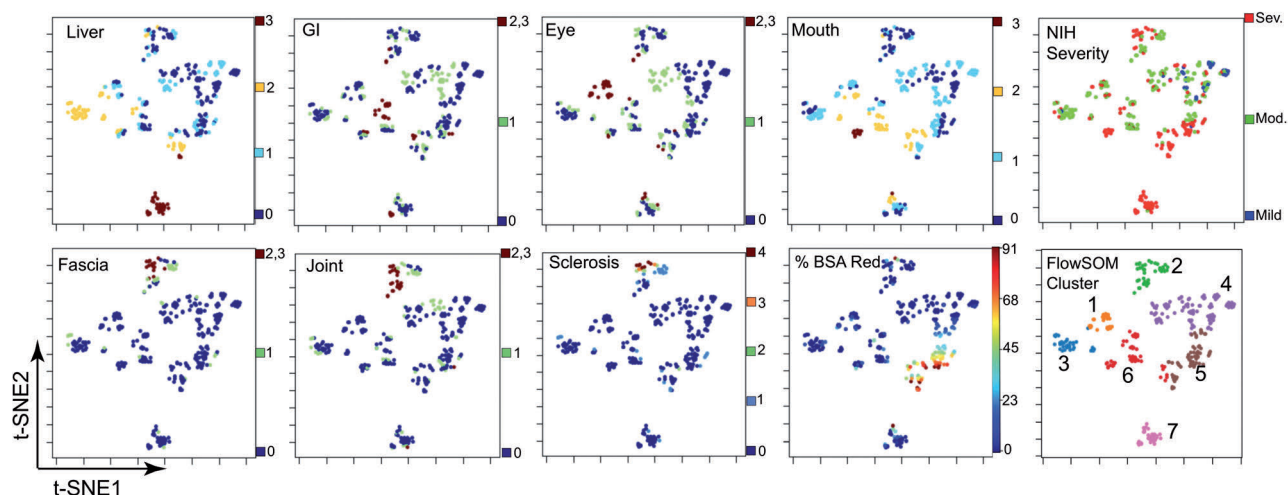 Liver
3
2
1
0
GI
2,3
1
0
Eye
2,3
1
0
Mouth
3
2
1
0
NIH
Severity
Sev.
Mod.
Mild
Fascia
2,3
1
0
Joint
2,3
1
0
Sclerosis
4
3
2
1
0
% BSA Red.
91
68
45
23
0
FlowSOM
Cluster
1
2
3
4
5
6
7
t-SNE2
t-SNE1